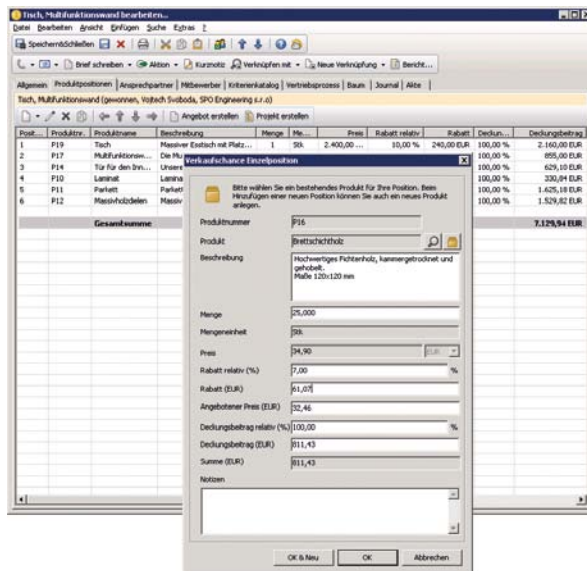 Tisch, Multifunktionswand bearbeiten...
Datei Bearbeiten Ansicht Einfügen Suche Extras ?
Speichern&Schließen
Brief schreiben Aktion Kurznotiz Verknüpfen mit Neue Verknüpfung Bericht...
Allgemein Produktpositionen Ansprechpartner Mitbewerber Kriterienkatalog Vertriebsprozess Baum Journal Akte
Tisch, Multifunktionswand (gewonnen, Vojtech Svoboda, SPO Engineering s.r.o)
Angebot erstellen Projekt erstellen
Posit... Produktnr. Produktname Beschreibung Menge Me... Preis Rabatt relativ Rabatt Deckun... Deckungsbeitrag
1 P19 Tisch Massiver Esstisch mit Platz... 1 Stk 2.400,00 ... 10,00 % 240,00 EUR 100,00 % 2.160,00 EUR
2 P17 Multifunktionsw... Die Mu 100,00 % 855,00 EUR
3 P14 Tür für den Inn... Unsere 100,00 % 629,10 EUR
4 P10 Laminat Lamina 100,00 % 330,84 EUR
5 P11 Parkett Parkett 100,00 % 1.625,18 EUR
6 P12 Massivholzdielen Massiv 100,00 % 1.529,82 EUR
Gesamtsumme 7.129,94 EUR
Verkaufschance Einzelposition
Bitte wählen Sie ein bestehendes Produkt für Ihre Position. Beim
Hinzufügen einer neuen Position können Sie auch ein neues Produkt
anlegen.
Produktnummer P16
Produkt Brettschichtholz
Beschreibung Hochwertiges Fichtenholz, kammergetrocknet und
gehobelt.
Maße 120x120 mm
Menge 25,000
Mengeneinheit Stk
Preis 34,90 EUR
Rabatt relativ (%) 7,00 %
Rabatt (EUR) 61,07
Angebotener Preis (EUR) 32,46
Deckungsbeitrag relativ (%) 100,00 %
Deckungsbeitrag (EUR) 811,43
Summe (EUR) 811,43
Notizen
OK & Neu OK Abbrechen